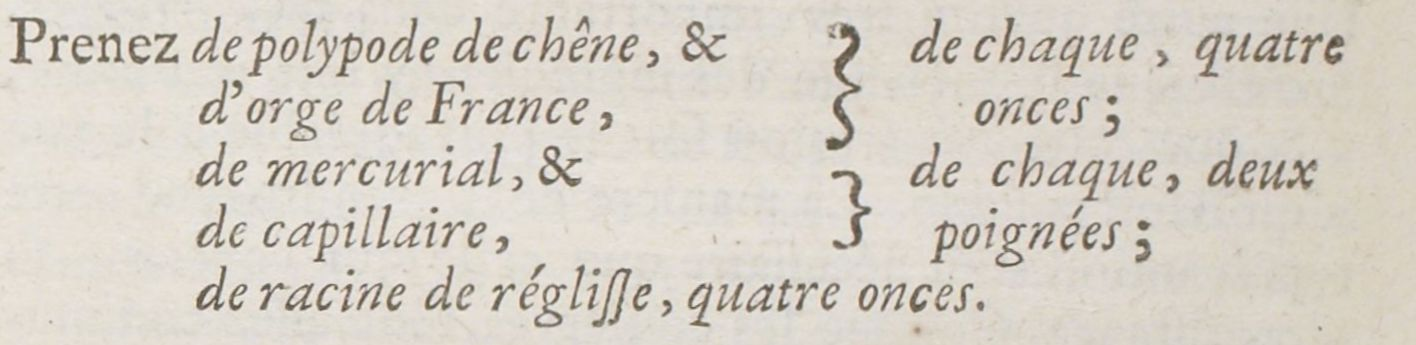 Prenez de polypode de chêne, & } de chaque, quatre
d'orge de France, onces;
de mercurial, & } de chaque, deux
de capillaire, poignées;
de racine de régliſſe, quatre onces.